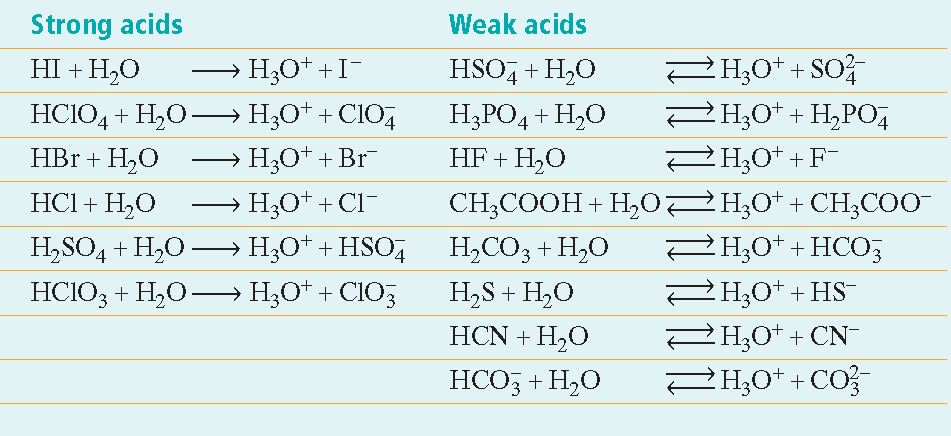 Strong acids Weak acids
HI + H₂O ⟶ H₃O⁺ + I⁻ HSO₄⁻ + H₂O ⇄ H₃O⁺ + SO₄²⁻
HClO₄ + H₂O ⟶ H₃O⁺ + ClO₄⁻ H₃PO₄ + H₂O ⇄ H₃O⁺ + H₂PO₄⁻
HBr + H₂O ⟶ H₃O⁺ + Br⁻ HF + H₂O ⇄ H₃O⁺ + F⁻
HCl + H₂O ⟶ H₃O⁺ + Cl⁻ CH₃COOH + H₂O ⇄ H₃O⁺ + CH₃COO⁻
H₂SO₄ + H₂O ⟶ H₃O⁺ + HSO₄⁻ H₂CO₃ + H₂O ⇄ H₃O⁺ + HCO₃⁻
HClO₃ + H₂O ⟶ H₃O⁺ + ClO₃⁻ H₂S + H₂O ⇄ H₃O⁺ + HS⁻
HCN + H₂O ⇄ H₃O⁺ + CN⁻
HCO₃⁻ + H₂O ⇄ H₃O⁺ + CO₃²⁻